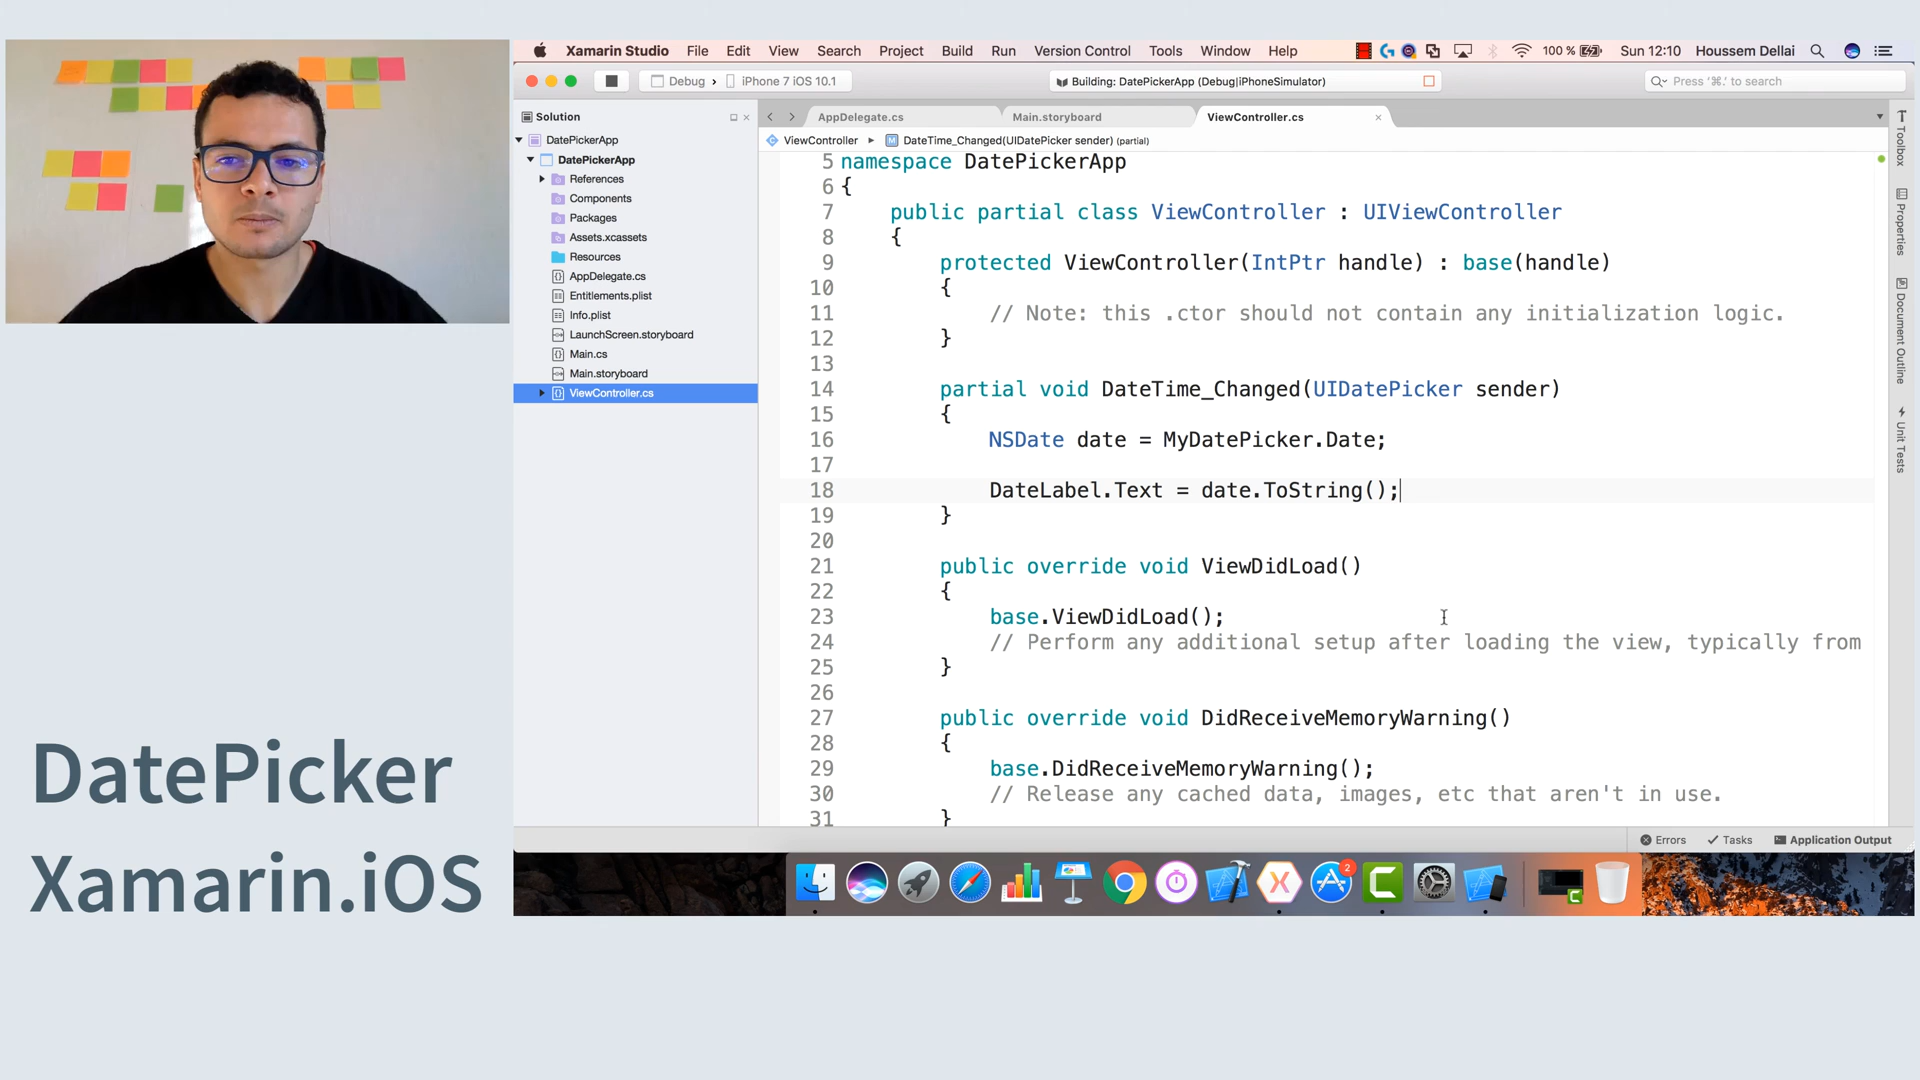 Xamarin Studio File Edit View Search Project Build Run Version Control Tools Window Help 100 % Sun 12:10 Houssem Dellai
Debug › iPhone 7 iOS 10.1 Building: DatePickerApp (Debug|iPhoneSimulator) Press '⌘.' to search
Solution
DatePickerApp
DatePickerApp
References
Components
Packages
Assets.xcassets
Resources
AppDelegate.cs
Entitlements.plist
Info.plist
LaunchScreen.storyboard
Main.cs
Main.storyboard
ViewController.cs
AppDelegate.cs Main.storyboard ViewController.cs
ViewController DateTime_Changed(UIDatePicker sender) (partial)
5 namespace DatePickerApp
6 {
7 public partial class ViewController : UIViewController
8 {
9 protected ViewController(IntPtr handle) : base(handle)
10 {
11 // Note: this .ctor should not contain any initialization logic.
12 }
13
14 partial void DateTime_Changed(UIDatePicker sender)
15 {
16 NSDate date = MyDatePicker.Date;
17
18 DateLabel.Text = date.ToString();
19 }
20
21 public override void ViewDidLoad()
22 {
23 base.ViewDidLoad();
24 // Perform any additional setup after loading the view, typically from
25 }
26
27 public override void DidReceiveMemoryWarning()
28 {
29 base.DidReceiveMemoryWarning();
30 // Release any cached data, images, etc that aren't in use.
31 }
Toolbox
Properties
Document Outline
Unit Tests
Errors Tasks Application Output
2
DatePicker
Xamarin.iOS